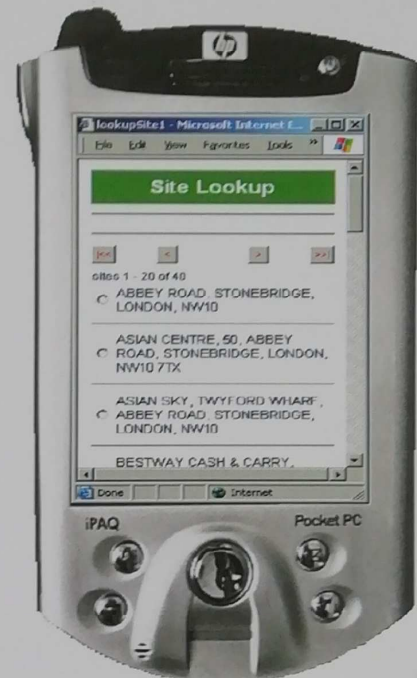 hp
lookupSite1 - Microsoft Internet E...
File Edit View Favorites Tools »
Site Lookup
|<< < > >>|
sites 1 - 20 of 40
ABBEY ROAD, STONEBRIDGE,
LONDON, NW10
ASIAN CENTRE, 50, ABBEY
ROAD, STONEBRIDGE, LONDON,
NW10 7TX
ASIAN SKY, TWYFORD WHARF,
ABBEY ROAD, STONEBRIDGE,
LONDON, NW10
BESTWAY CASH & CARRY,
Done Internet
iPAQ Pocket PC